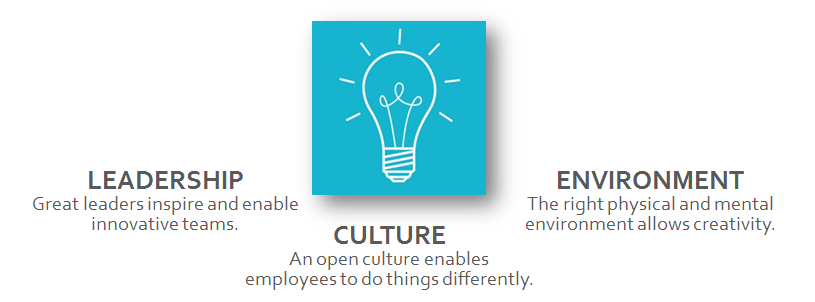 LEADERSHIP
Great leaders inspire and enable
innovative teams.
CULTURE
An open culture enables
employees to do things differently.
ENVIRONMENT
The right physical and mental
environment allows creativity.